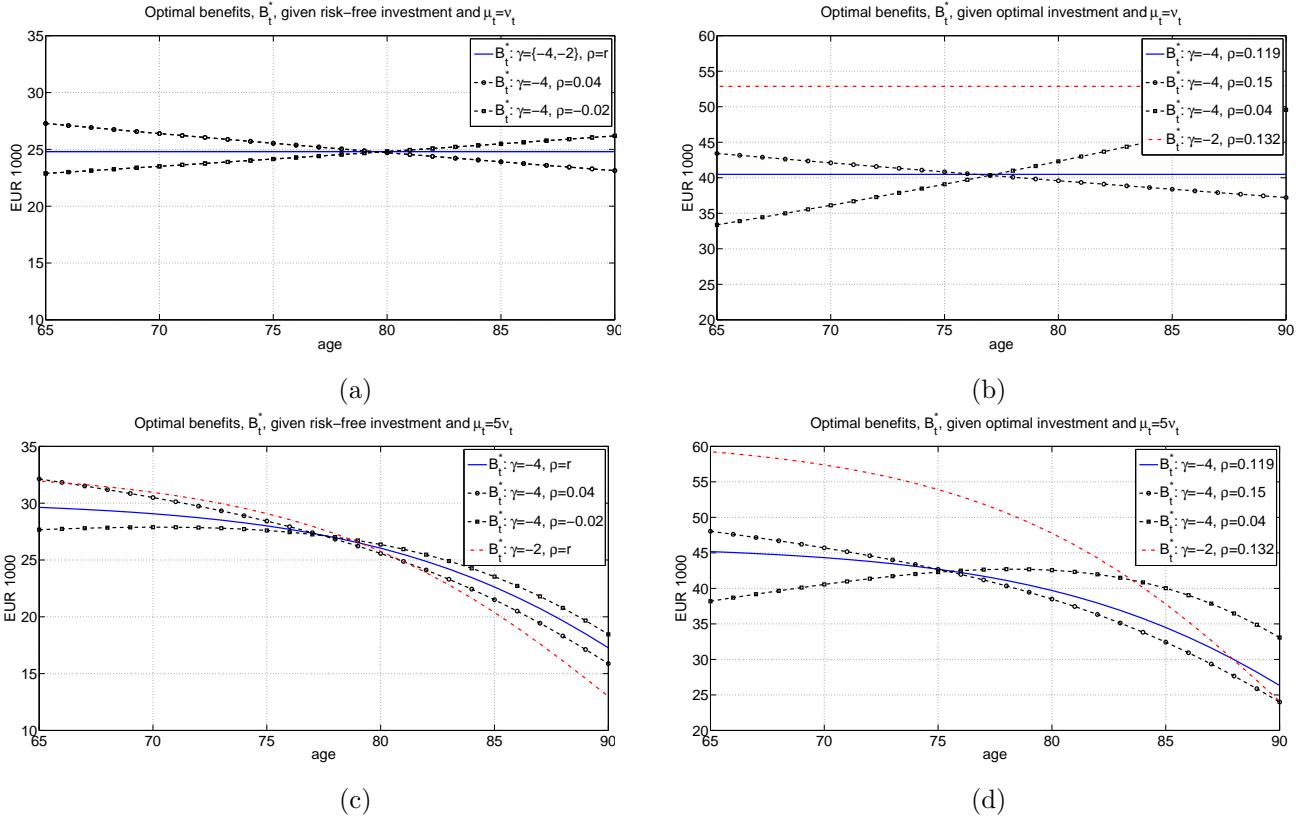 Optimal benefits, B*t, given risk−free investment and μt=νt
35
30
25
20
15
10
EUR 1000
65 70 75 80 85 90
age
B*t: γ={−4,−2}, ρ=r
B*t: γ=−4, ρ=0.04
B*t: γ=−4, ρ=−0.02
(a)
Optimal benefits, B*t, given optimal investment and μt=νt
60
55
50
45
40
35
30
25
20
EUR 1000
65 70 75 80 85 90
age
B*t: γ=−4, ρ=0.119
B*t: γ=−4, ρ=0.15
B*t: γ=−4, ρ=0.04
B*t: γ=−2, ρ=0.132
(b)
Optimal benefits, B*t, given risk−free investment and μt=5νt
35
30
25
20
15
10
EUR 1000
65 70 75 80 85 90
age
B*t: γ=−4, ρ=r
B*t: γ=−4, ρ0.04
B*t: γ=−4, ρ=−0.02
B*t: γ=−2, ρ=r
(c)
Optimal benefits, B*t, given optimal investment and μt=5νt
60
55
50
45
40
35
30
25
20
EUR 1000
65 70 75 80 85 90
age
B*t: γ=−4, ρ=0.119
B*t: γ=−4, ρ=0.15
B*t: γ=−4, ρ=0.04
B*t: γ=−2, ρ=0.132
(d)